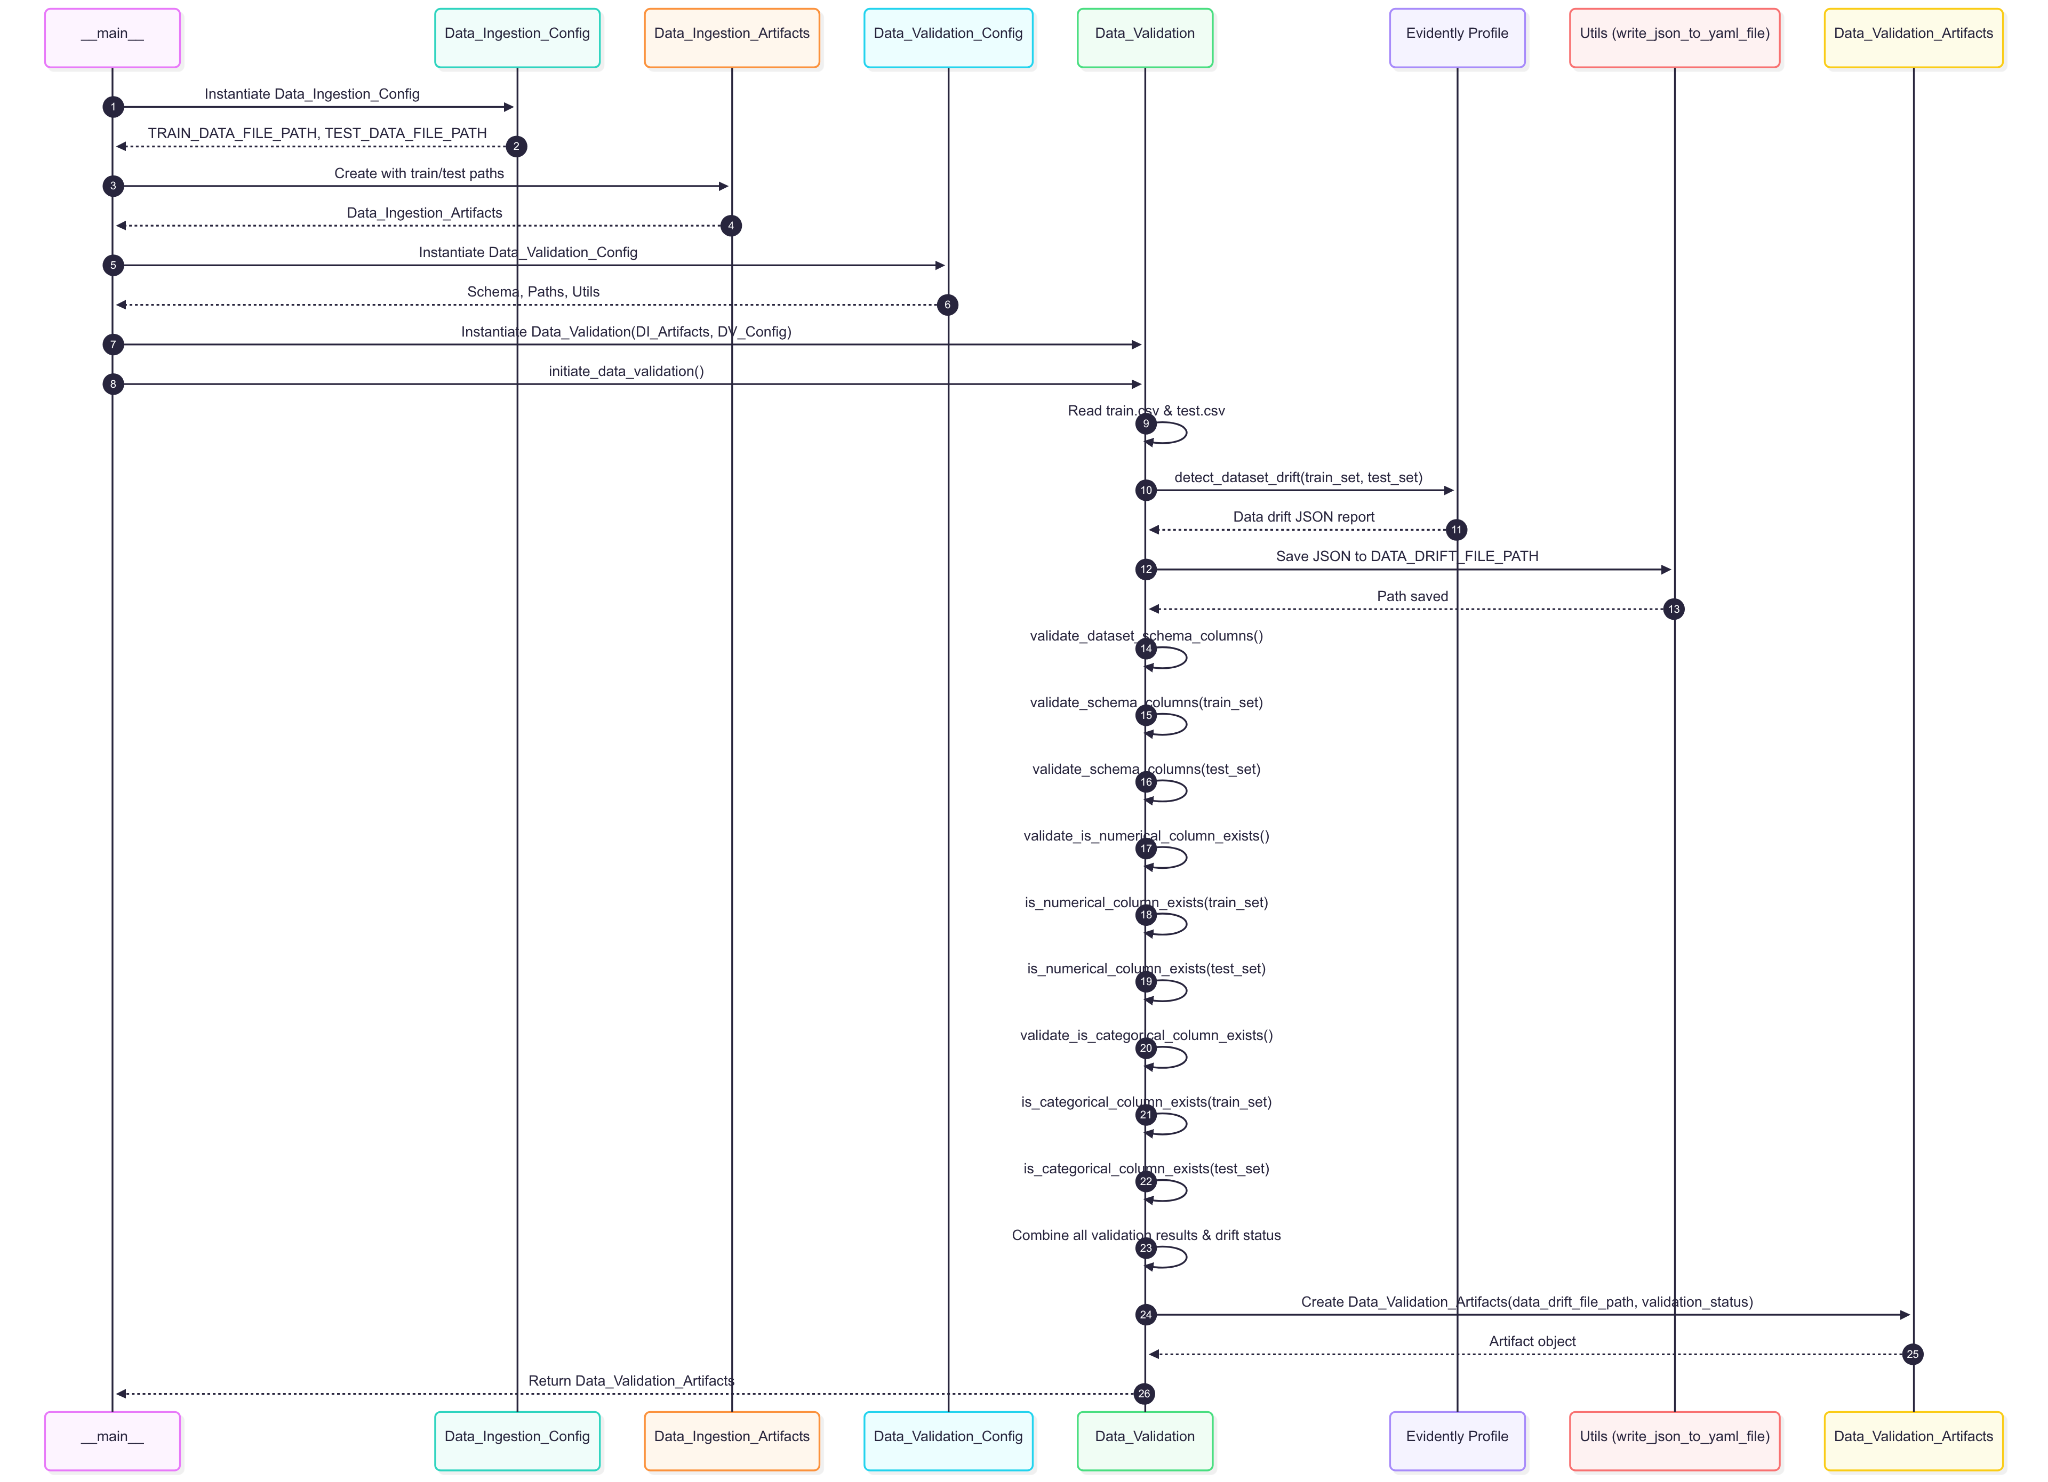 __main__
Data_Ingestion_Config
Data_Ingestion_Artifacts
Data_Validation_Config
Data_Validation
Evidently Profile
Utils (write_json_to_yaml_file)
Data_Validation_Artifacts
Instantiate Data_Ingestion_Config
1
TRAIN_DATA_FILE_PATH, TEST_DATA_FILE_PATH
2
Create with train/test paths
3
Data_Ingestion_Artifacts
4
Instantiate Data_Validation_Config
5
Schema, Paths, Utils
6
Instantiate Data_Validation(DI_Artifacts, DV_Config)
7
initiate_data_validation()
8
Read train.csv & test.csv
9
detect_dataset_drift(train_set, test_set)
10
Data drift JSON report
11
Save JSON to DATA_DRIFT_FILE_PATH
12
Path saved
13
validate_dataset_schema_columns()
14
validate_schema_columns(train_set)
15
validate_schema_columns(test_set)
16
validate_is_numerical_column_exists()
17
is_numerical_column_exists(train_set)
18
is_numerical_column_exists(test_set)
19
validate_is_categorical_column_exists()
20
is_categorical_column_exists(train_set)
21
is_categorical_column_exists(test_set)
22
Combine all validation results & drift status
23
Create Data_Validation_Artifacts(data_drift_file_path, validation_status)
24
Artifact object
25
Return Data_Validation_Artifacts
26
__main__
Data_Ingestion_Config
Data_Ingestion_Artifacts
Data_Validation_Config
Data_Validation
Evidently Profile
Utils (write_json_to_yaml_file)
Data_Validation_Artifacts